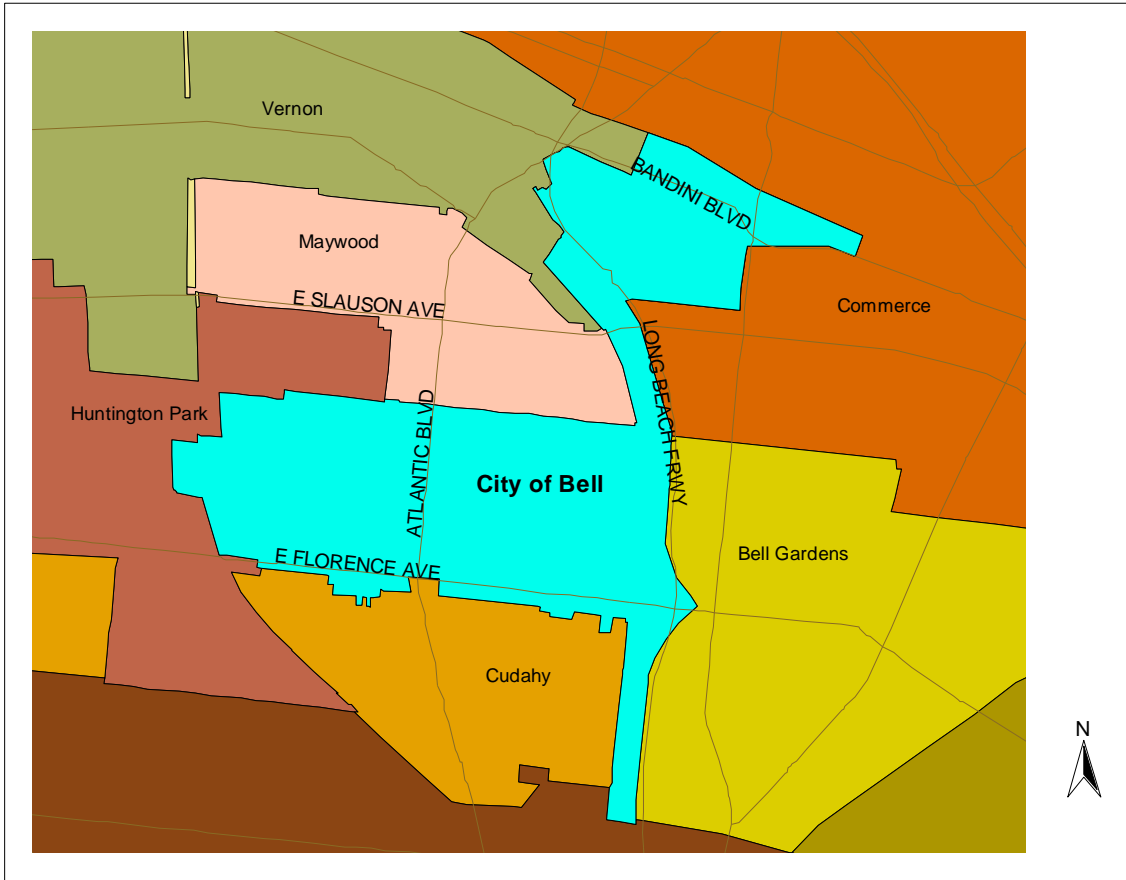 Vernon
BANDINI BLVD
Maywood
E SLAUSON AVE
Commerce
LONG BEACH FRWY
Huntington Park
ATLANTIC BLVD
City of Bell
E FLORENCE AVE
Bell Gardens
Cudahy
N